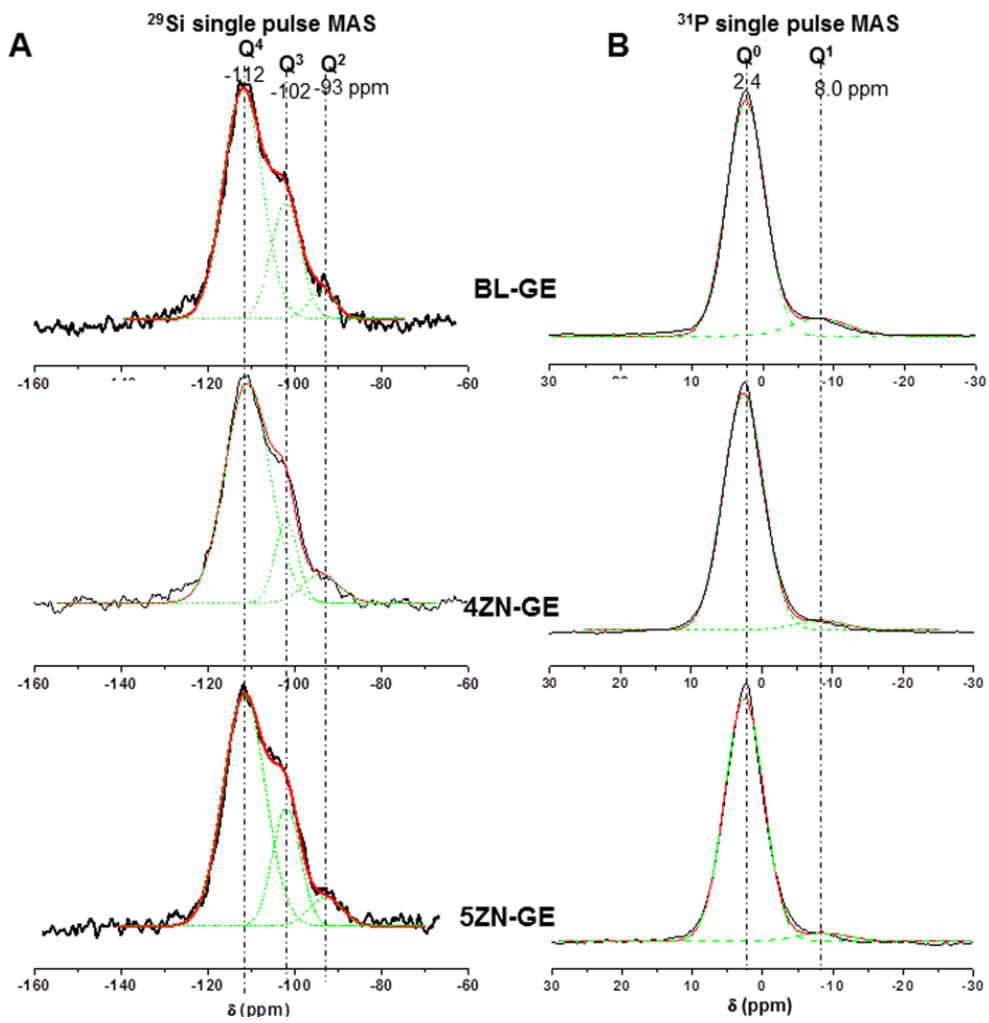 A
²⁹Si single pulse MAS
Q⁴
-112
Q³
-102
Q²
-93 ppm
-160 -120 -100 -80 -60
B
³¹P single pulse MAS
Q⁰
2.4
Q¹
8.0 ppm
30 10 0 -10 -20 -30
BL-GE
-160 -140 -120 -100 -80 -60
30 20 10 0 -10 -20 -30
4ZN-GE
-160 -140 -120 -100 -80 -60
δ (ppm)
30 20 10 0 -10 -20 -30
δ (ppm)
5ZN-GE